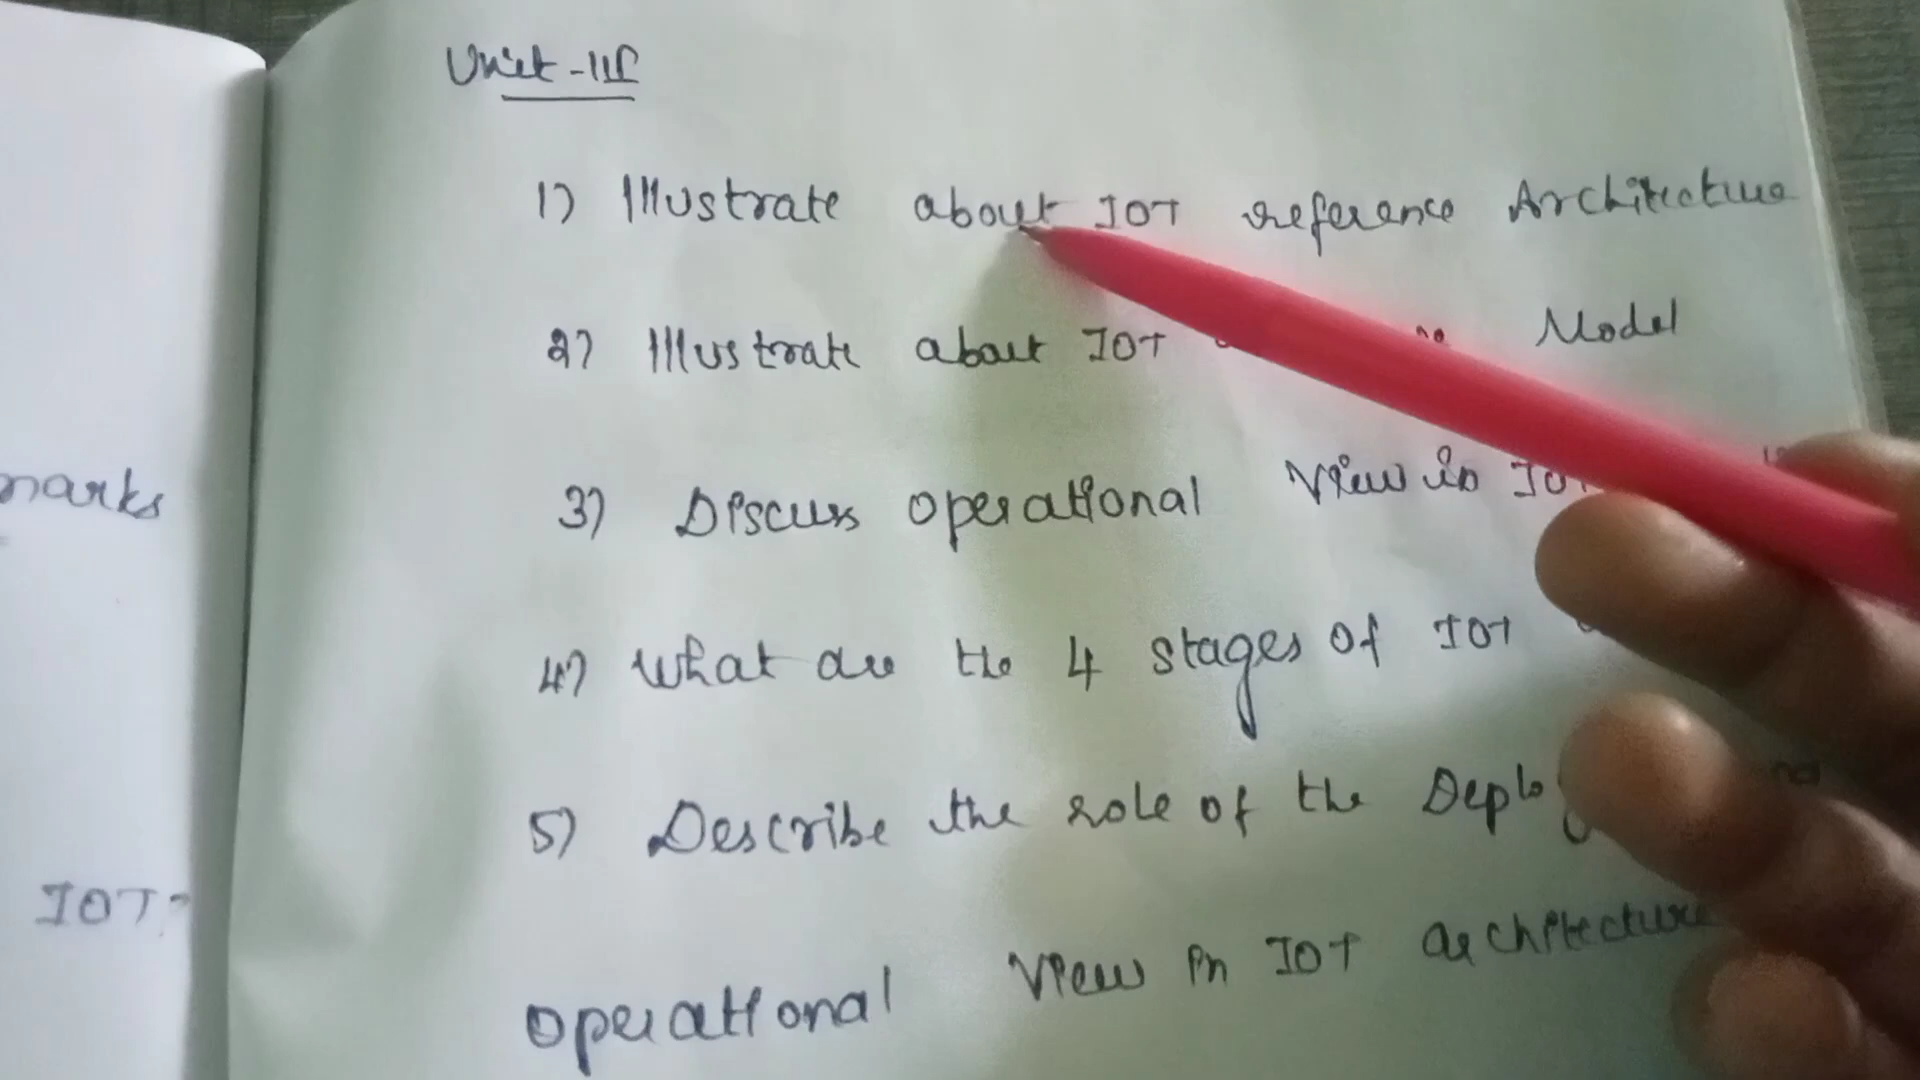 marks
IOT
Unit-III
1) Illustrate about IOT reference Architecture
2) Illustrate about IOT Model
3) Discuss operational View in IOT
4) What are the 4 stages of IOT
5) Describe the role of the
operational View in IOT architecture